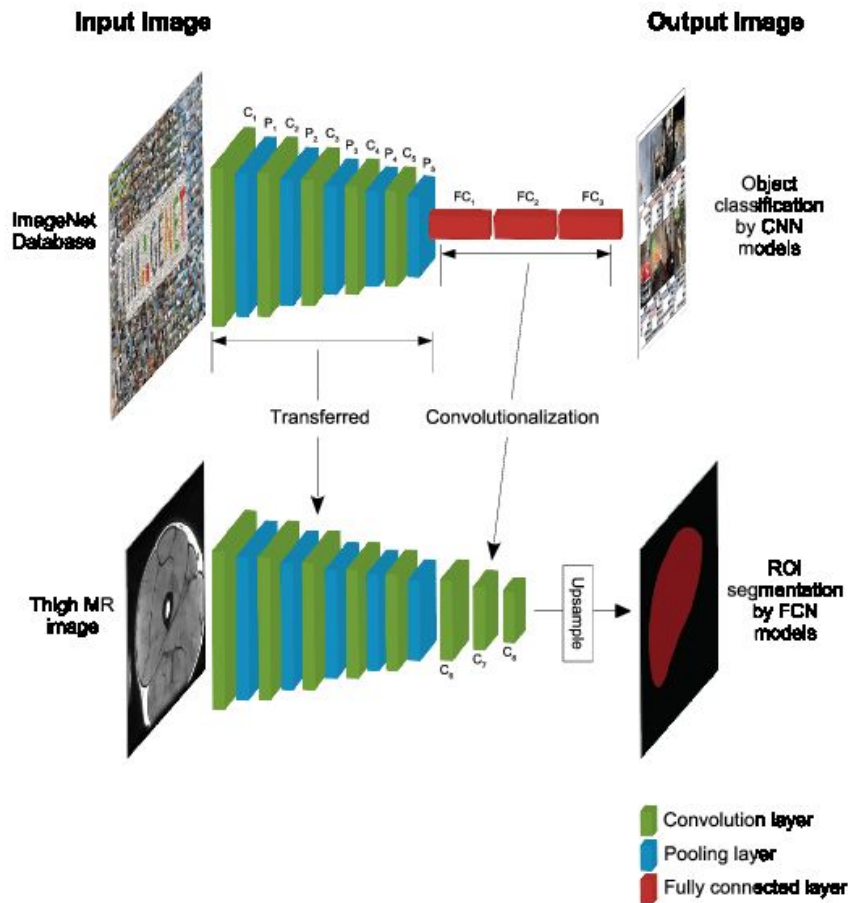 Input Image
Output Image
C₁ P₁ C₂ P₂ C₃ P₃ C₄ P₄ C₅ P₅
FC₁ FC₂ FC₃
ImageNet
Database
Object
classification
by CNN
models
Transferred
Convolutionalization
Thigh MR
image
C₆ C₇ C₈
Upsample
ROI
segmentation
by FCN
models
Convolution layer
Pooling layer
Fully connected layer